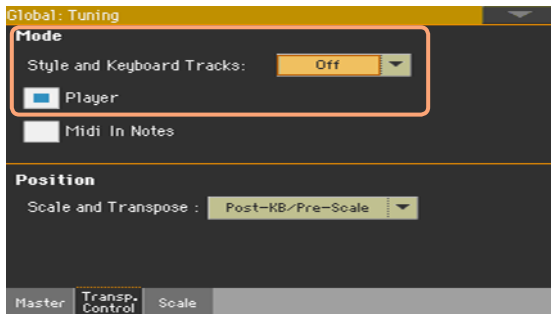 Global: Tuning
Mode
Style and Keyboard Tracks: Off
Player
Midi In Notes
Position
Scale and Transpose : Post-KB/Pre-Scale
Master Transp. Control Scale